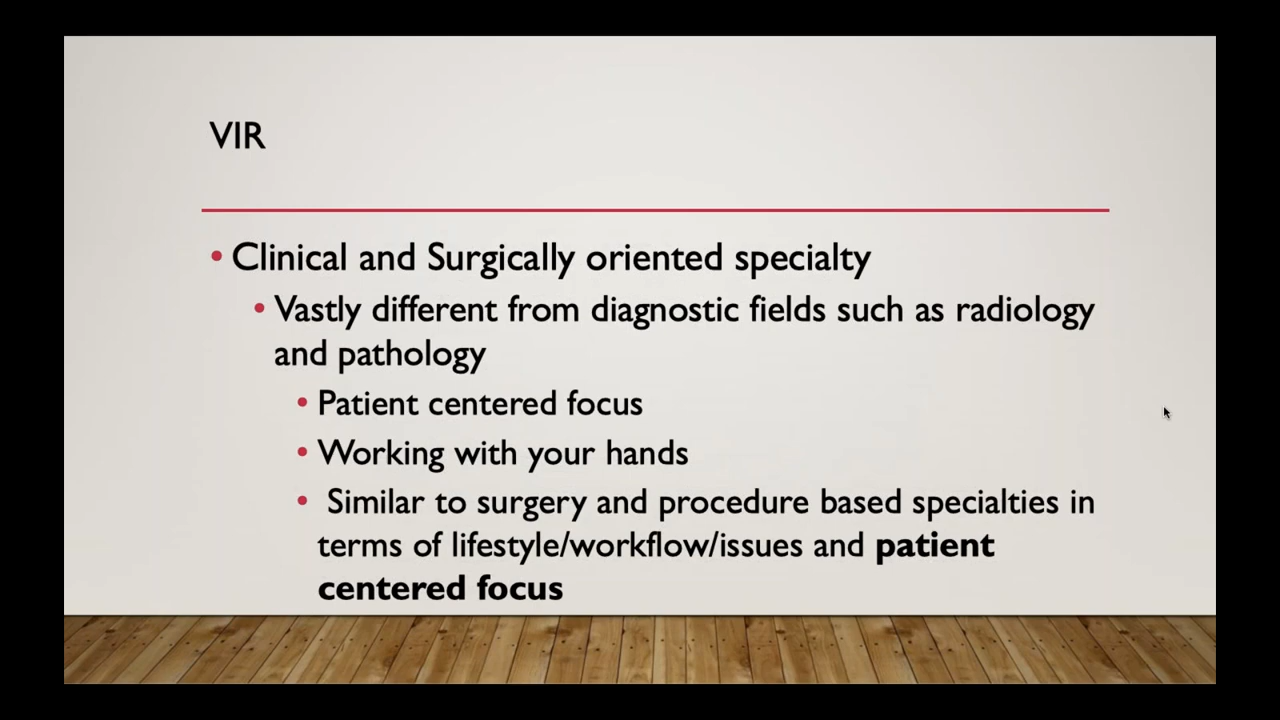 VIR
• Clinical and Surgically oriented specialty
• Vastly different from diagnostic fields such as radiology
and pathology
• Patient centered focus
• Working with your hands
• Similar to surgery and procedure based specialties in
terms of lifestyle/workflow/issues and patient
centered focus